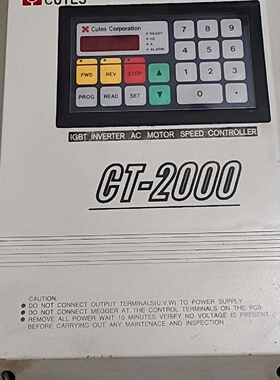 CUTES
Cutes Corporation
READY
HZ
A
ALARM
7 8 9
FWD REV STOP ▲ 4 5 6
1 2 3
PROG READ SET ▼ 0
IGBT INVERTER AC MOTOR SPEED CONTROLLER
CT-2000
CAUTION:
● DO NOT CONNECT OUTPUT TERMINALS(U.V.W) TO POWER SUPPLY
● DO NOT CONNECT MEGGER AT THE CONTROL TERMINALS ON THE PCB
● REMOVE ALL POWER WAIT 10 MINUTES VERIFY NO VOLTAGE IS PRESENT
BEFORE CARRYING OUT ANY MAINTENACE AND INSPECTION